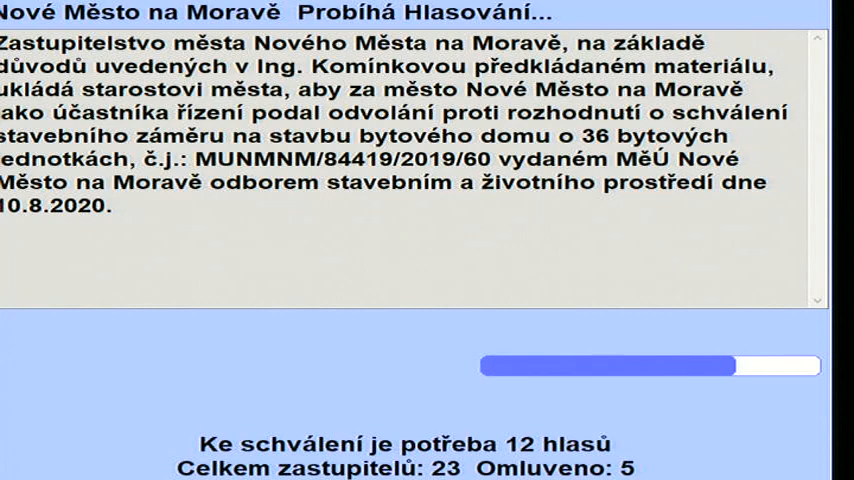 Nové Město na Moravě Probíhá Hlasování...
Zastupitelstvo města Nového Města na Moravě, na základě
důvodů uvedených v Ing. Komínkovou předkládaném materiálu,
ukládá starostovi města, aby za město Nové Město na Moravě
jako účastníka řízení podal odvolání proti rozhodnutí o schválení
stavebního záměru na stavbu bytového domu o 36 bytových
jednotkách, č.j.: MUNMNM/84419/2019/60 vydaném MěÚ Nové
Město na Moravě odborem stavebním a životního prostředí dne
10.8.2020.
Ke schválení je potřeba 12 hlasů
Celkem zastupitelů: 23 Omluveno: 5